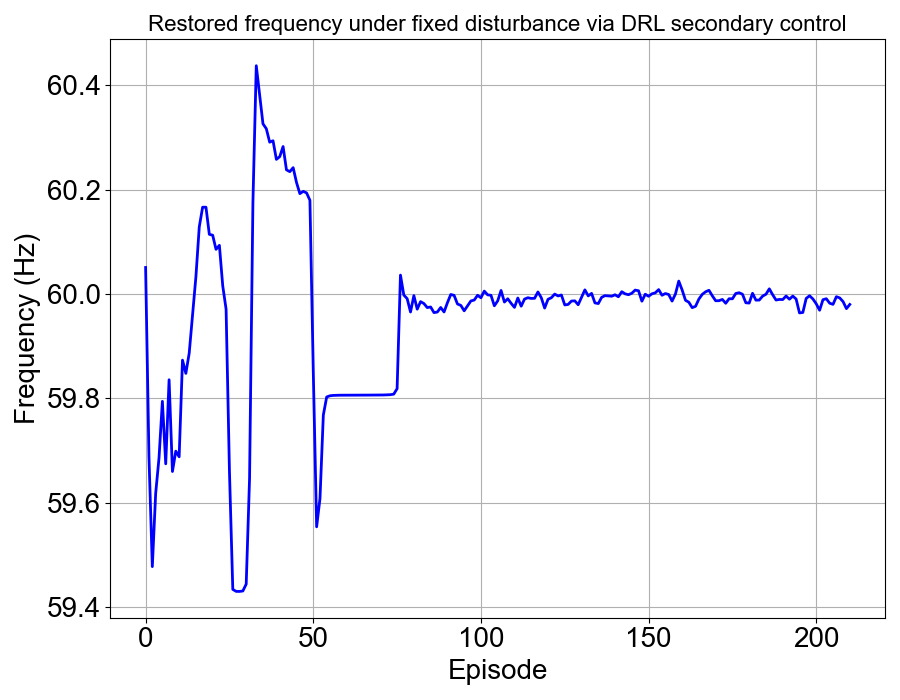 Restored frequency under fixed disturbance via DRL secondary control
60.4
60.2
60.0
59.8
59.6
59.4
Frequency (Hz)
0 50 100 150 200
Episode